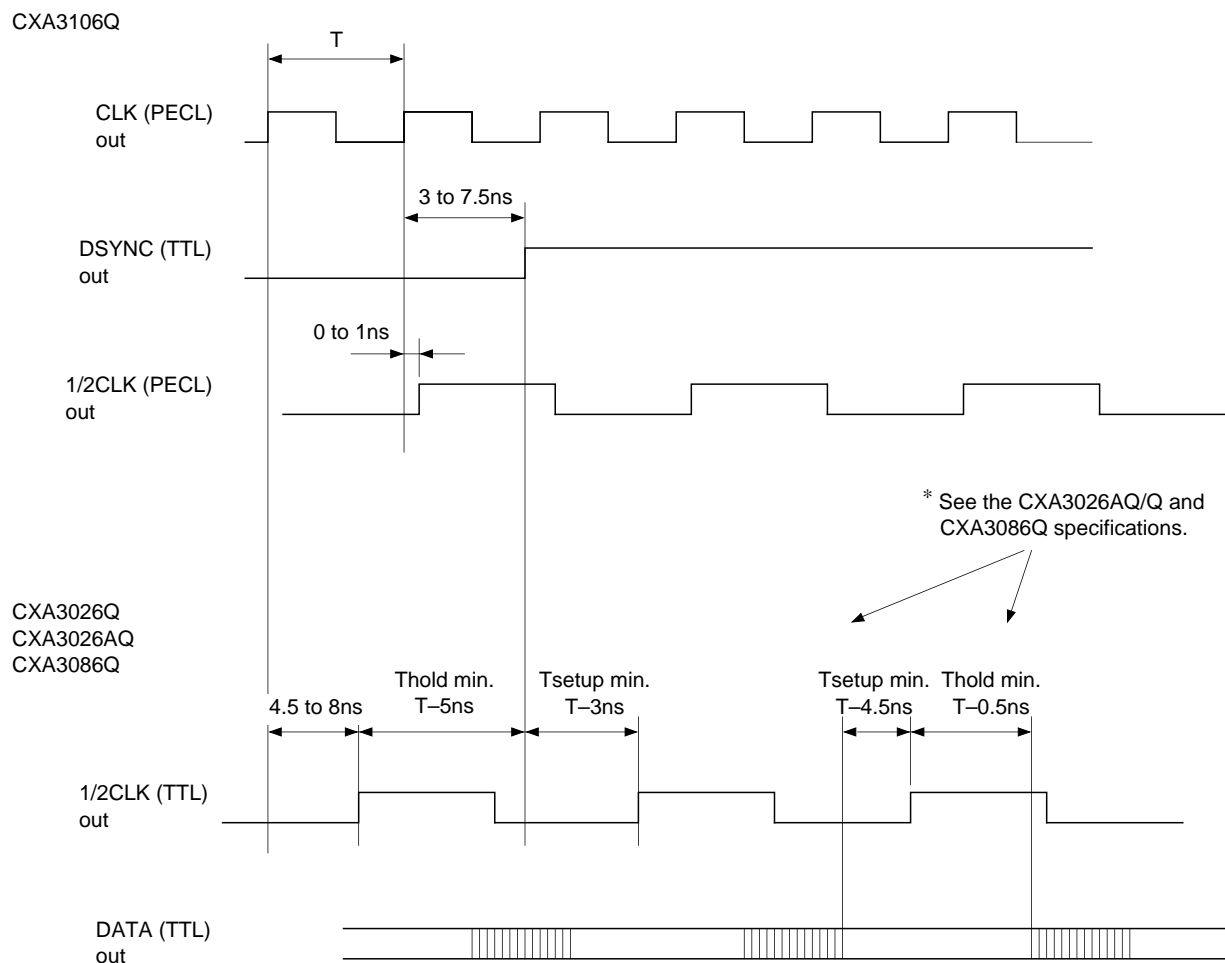 CXA3106Q
T
CLK (PECL)
out
3 to 7.5ns
DSYNC (TTL)
out
0 to 1ns
1/2CLK (PECL)
out
* See the CXA3026AQ/Q and
CXA3086Q specifications.
CXA3026Q
CXA3026AQ
CXA3086Q
4.5 to 8ns
Thold min.
T–5ns
Tsetup min.
T–3ns
Tsetup min.
T–4.5ns
Thold min.
T–0.5ns
1/2CLK (TTL)
out
DATA (TTL)
out